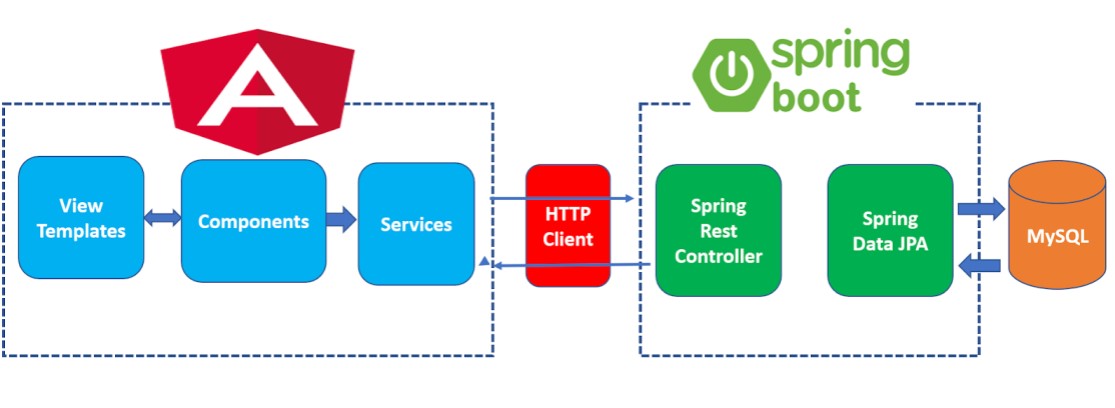 spring
boot
View
Templates
Components
Services
HTTP
Client
Spring
Rest
Controller
Spring
Data JPA
MySQL